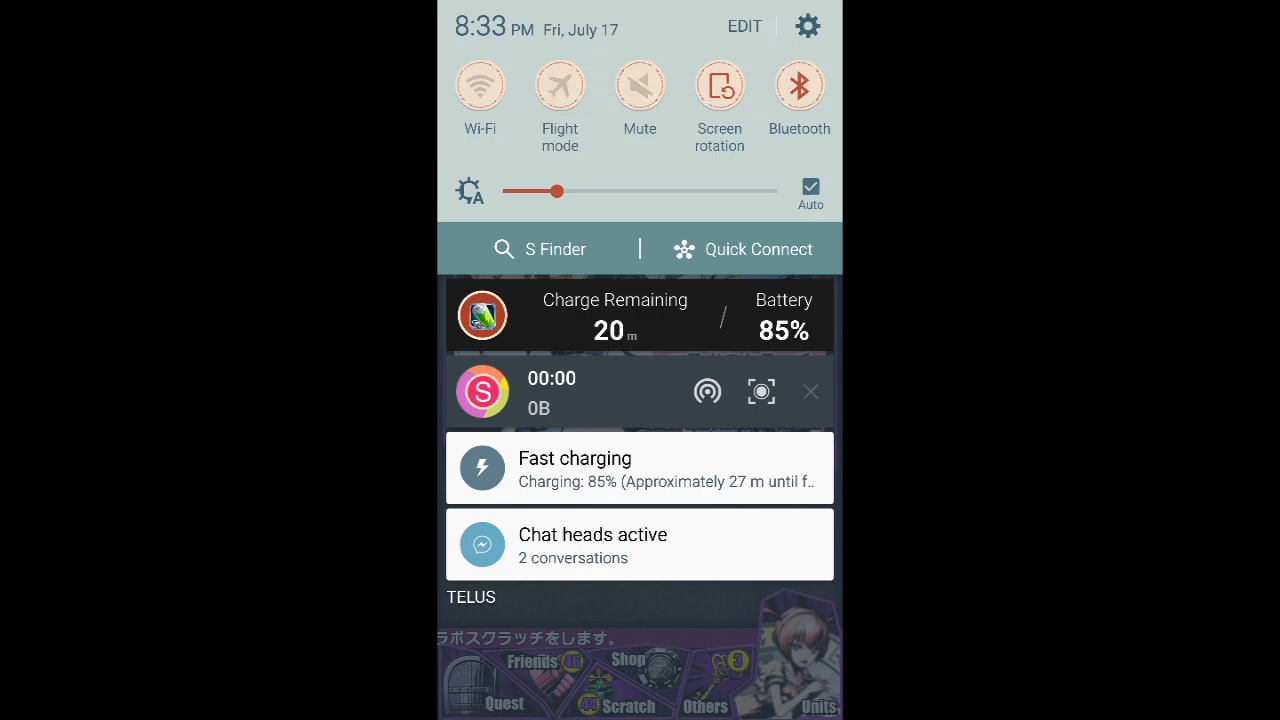 8:33 PM Fri, July 17 EDIT
Wi-Fi
Flight mode
Mute
Screen rotation
Bluetooth
A
Auto
S Finder | Quick Connect
Charge Remaining / Battery
20 m 85%
S
00:00
0B
Fast charging
Charging: 85% (Approximately 27 m until f..
Chat heads active
2 conversations
TELUS
ラボスクラッチをします。
Friends 46 Shop 3
Quest 44 Scratch Others Units